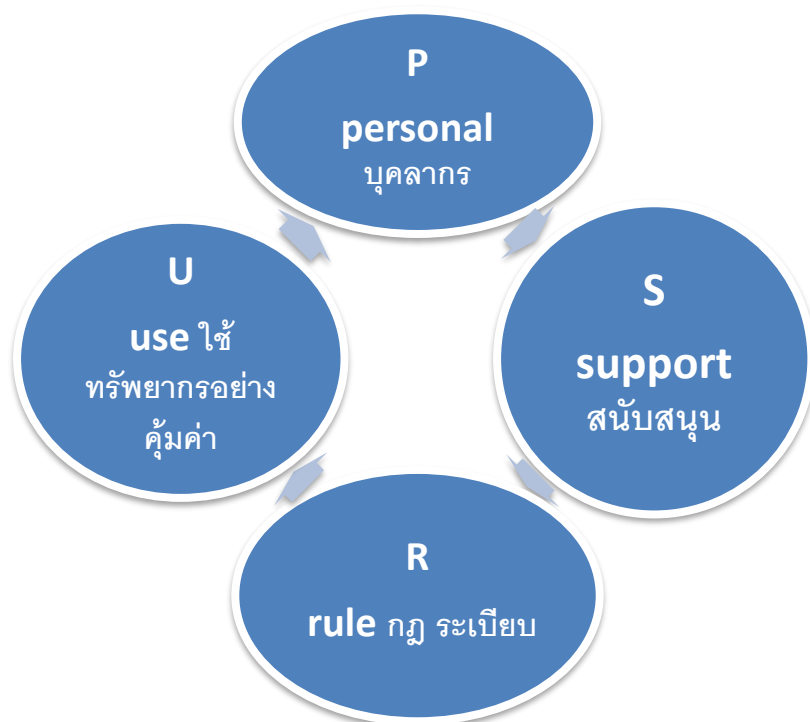 P
personal
บุคลากร
U
use ใช้
ทรัพยากรอย่าง
คุ้มค่า
S
support
สนับสนุน
R
rule กฎ ระเบียบ